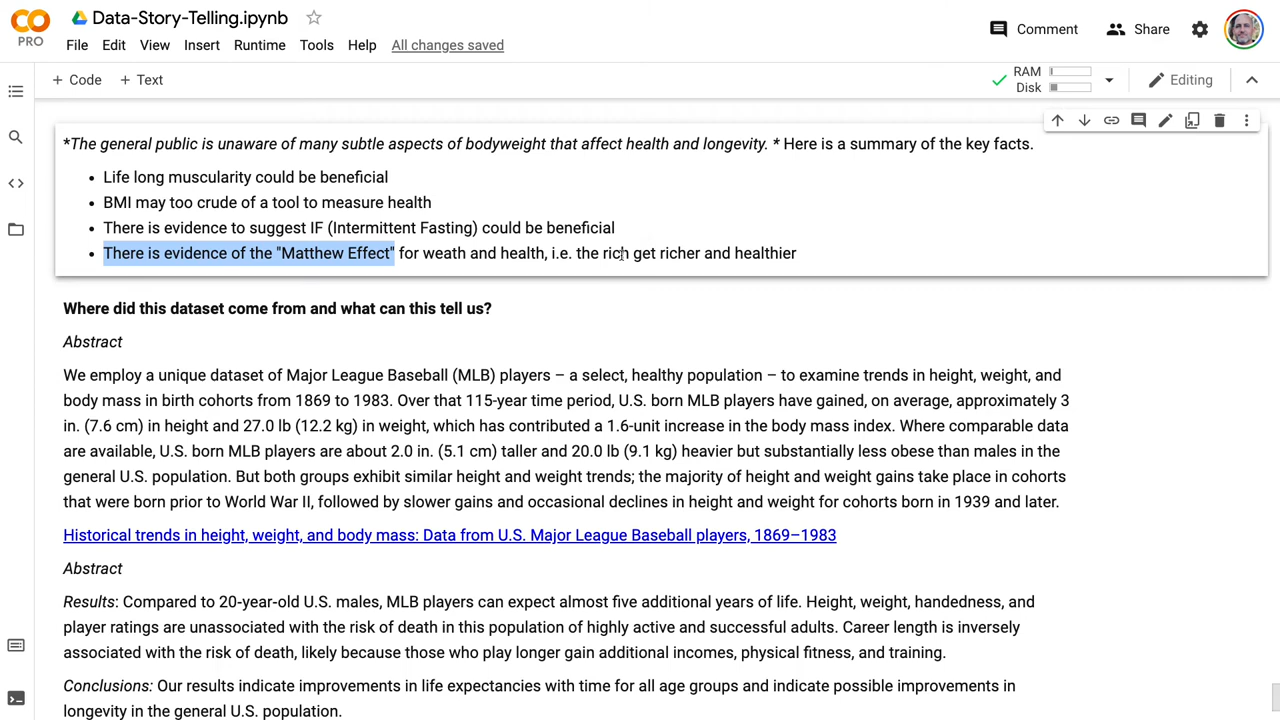 Data-Story-Telling.ipynb
PRO
File Edit View Insert Runtime Tools Help All changes saved
Comment Share
+ Code + Text
RAM
Disk
Editing
*The general public is unaware of many subtle aspects of bodyweight that affect health and longevity. * Here is a summary of the key facts.
• Life long muscularity could be beneficial
• BMI may too crude of a tool to measure health
• There is evidence to suggest IF (Intermittent Fasting) could be beneficial
• There is evidence of the "Matthew Effect" for weath and health, i.e. the rich get richer and healthier
Where did this dataset come from and what can this tell us?
Abstract
We employ a unique dataset of Major League Baseball (MLB) players – a select, healthy population – to examine trends in height, weight, and
body mass in birth cohorts from 1869 to 1983. Over that 115-year time period, U.S. born MLB players have gained, on average, approximately 3
in. (7.6 cm) in height and 27.0 lb (12.2 kg) in weight, which has contributed a 1.6-unit increase in the body mass index. Where comparable data
are available, U.S. born MLB players are about 2.0 in. (5.1 cm) taller and 20.0 lb (9.1 kg) heavier but substantially less obese than males in the
general U.S. population. But both groups exhibit similar height and weight trends; the majority of height and weight gains take place in cohorts
that were born prior to World War II, followed by slower gains and occasional declines in height and weight for cohorts born in 1939 and later.
Historical trends in height, weight, and body mass: Data from U.S. Major League Baseball players, 1869–1983
Abstract
Results: Compared to 20-year-old U.S. males, MLB players can expect almost five additional years of life. Height, weight, handedness, and
player ratings are unassociated with the risk of death in this population of highly active and successful adults. Career length is inversely
associated with the risk of death, likely because those who play longer gain additional incomes, physical fitness, and training.
Conclusions: Our results indicate improvements in life expectancies with time for all age groups and indicate possible improvements in
longevity in the general U.S. population.